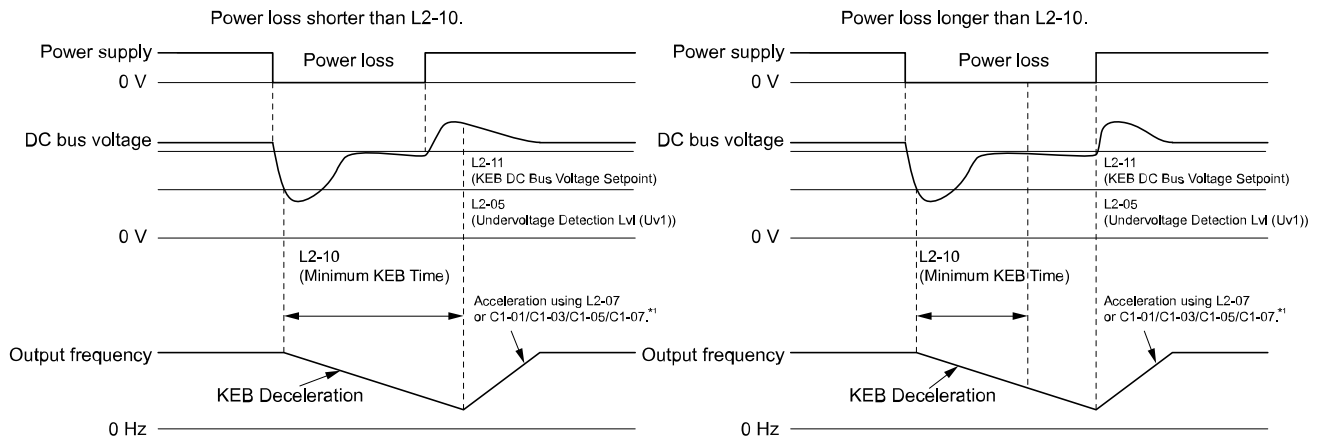 Power loss shorter than L2-10.
Power supply
Power loss
0 V
DC bus voltage
L2-11
(KEB DC Bus Voltage Setpoint)
L2-05
(Undervoltage Detection Lvl (Uv1))
0 V
L2-10
(Minimum KEB Time)
Acceleration using L2-07
or C1-01/C1-03/C1-05/C1-07.*1
Output frequency
KEB Deceleration
0 Hz
Power loss longer than L2-10.
Power supply
Power loss
0 V
DC bus voltage
L2-11
(KEB DC Bus Voltage Setpoint)
L2-05
(Undervoltage Detection Lvl (Uv1))
0 V
L2-10
(Minimum KEB Time)
Acceleration using L2-07
or C1-01/C1-03/C1-05/C1-07.*1
Output frequency
KEB Deceleration
0 Hz